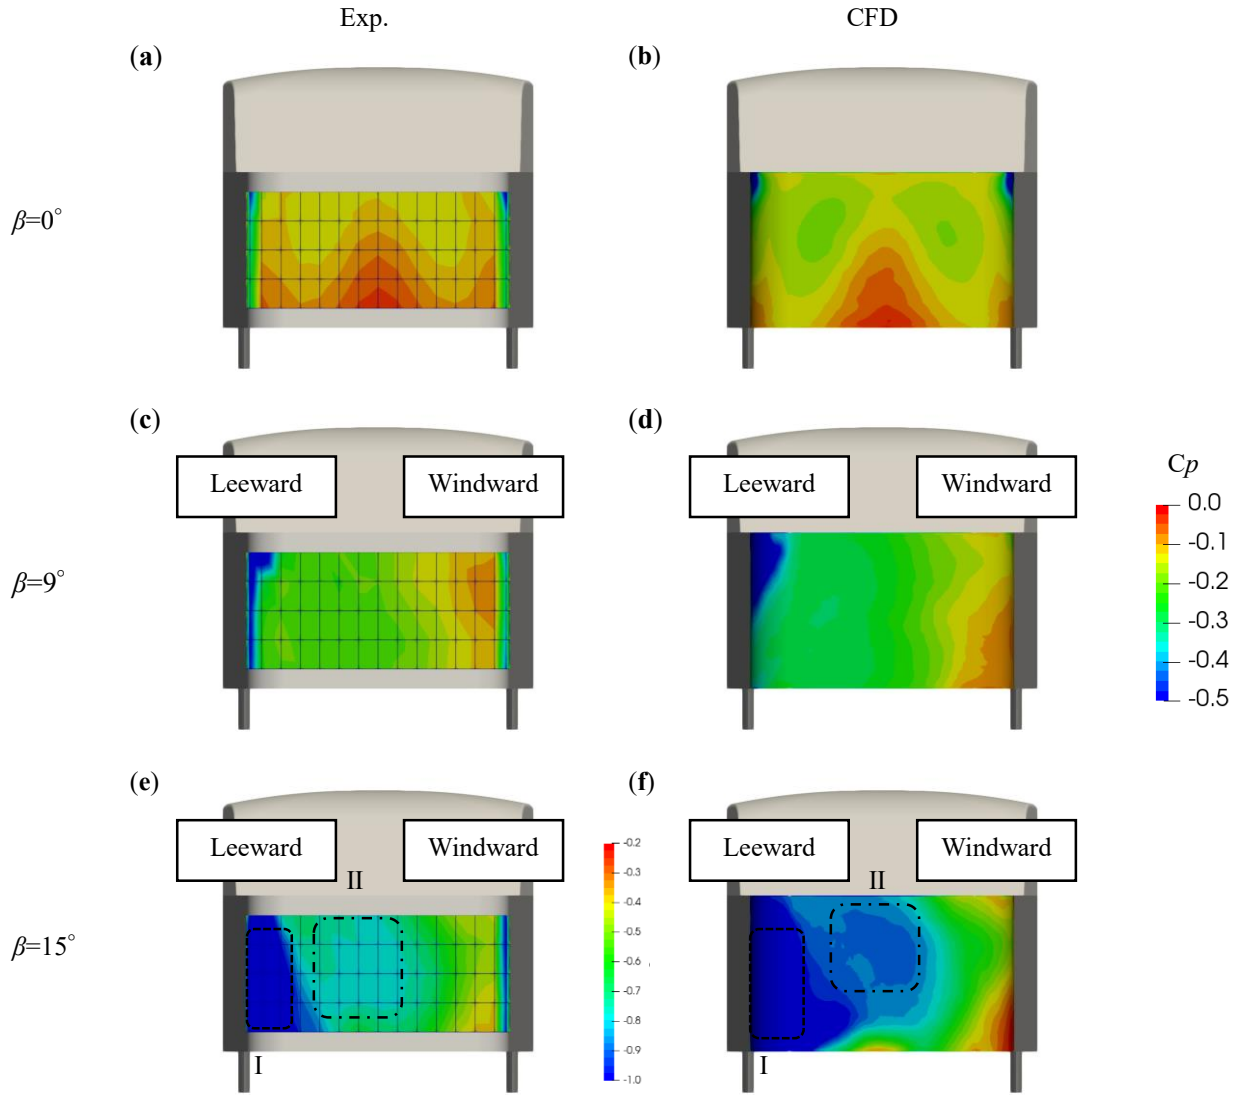 Exp.
CFD
(a)
(b)
β=0°
(c)
(d)
Leeward
Windward
Leeward
Windward
Cp
0.0
-0.1
-0.2
-0.3
-0.4
-0.5
β=9°
(e)
(f)
Leeward
Windward
Leeward
Windward
II
II
-0.2
-0.3
-0.4
-0.5
-0.6
-0.7
-0.8
-0.9
-1.0
β=15°
I
I